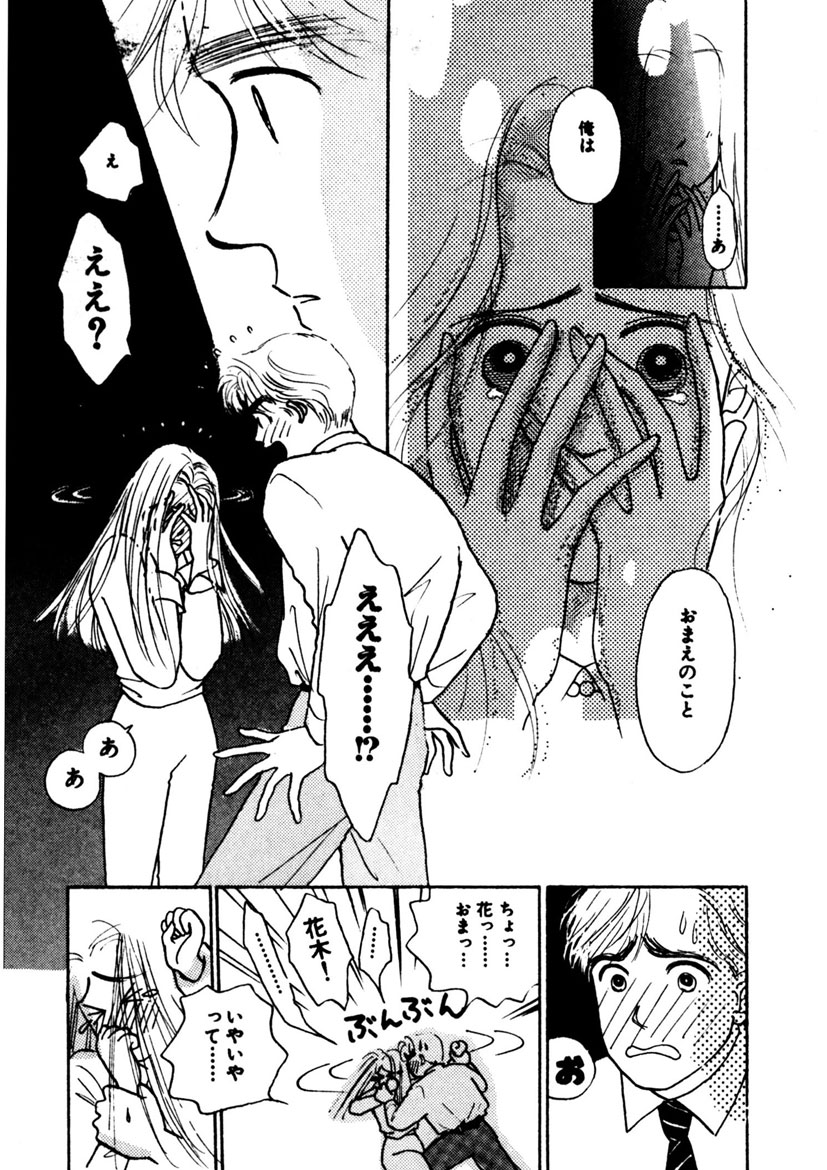 ……あ
俺は
おまえのこと
え
ええ？
えええ……⁉
あ
あ
お
ちょっ…
花っ……
おまっ…
……
花木！
……
ぶんぶん
いやいや
って……